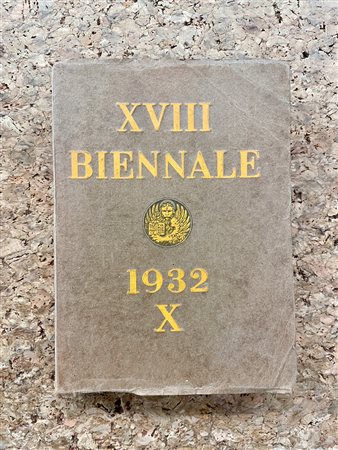 XVIII
BIENNALE
1932
X